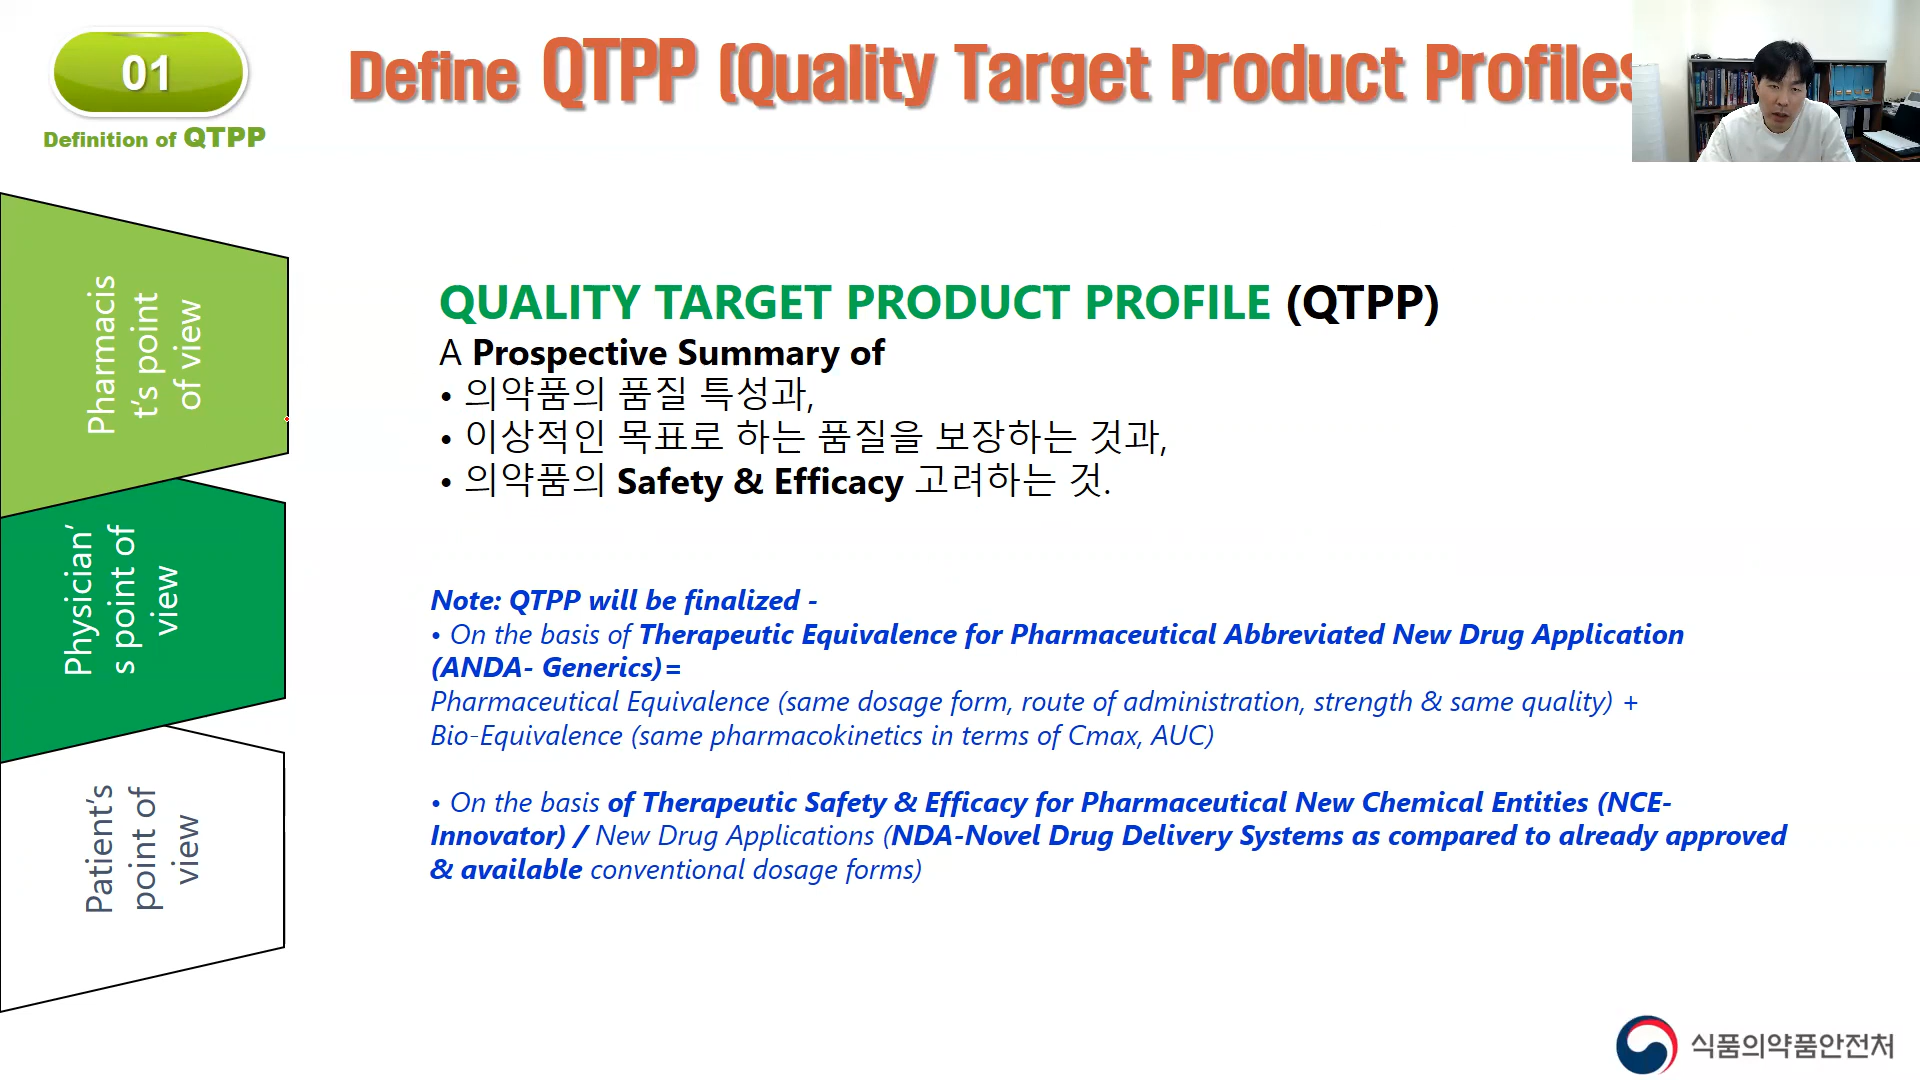 01
Definition of QTPP
Define QTPP (Quality Target Product Profiles
Pharmacis
t's point
of view
Physician'
s point of
view
Patient's
point of
view
QUALITY TARGET PRODUCT PROFILE (QTPP)
A Prospective Summary of
• 의약품의 품질 특성과,
• 이상적인 목표로 하는 품질을 보장하는 것과,
• 의약품의 Safety & Efficacy 고려하는 것.
Note: QTPP will be finalized -
• On the basis of Therapeutic Equivalence for Pharmaceutical Abbreviated New Drug Application
(ANDA- Generics)=
Pharmaceutical Equivalence (same dosage form, route of administration, strength & same quality) +
Bio-Equivalence (same pharmacokinetics in terms of Cmax, AUC)
• On the basis of Therapeutic Safety & Efficacy for Pharmaceutical New Chemical Entities (NCE-
Innovator) / New Drug Applications (NDA-Novel Drug Delivery Systems as compared to already approved
& available conventional dosage forms)
식품의약품안전처